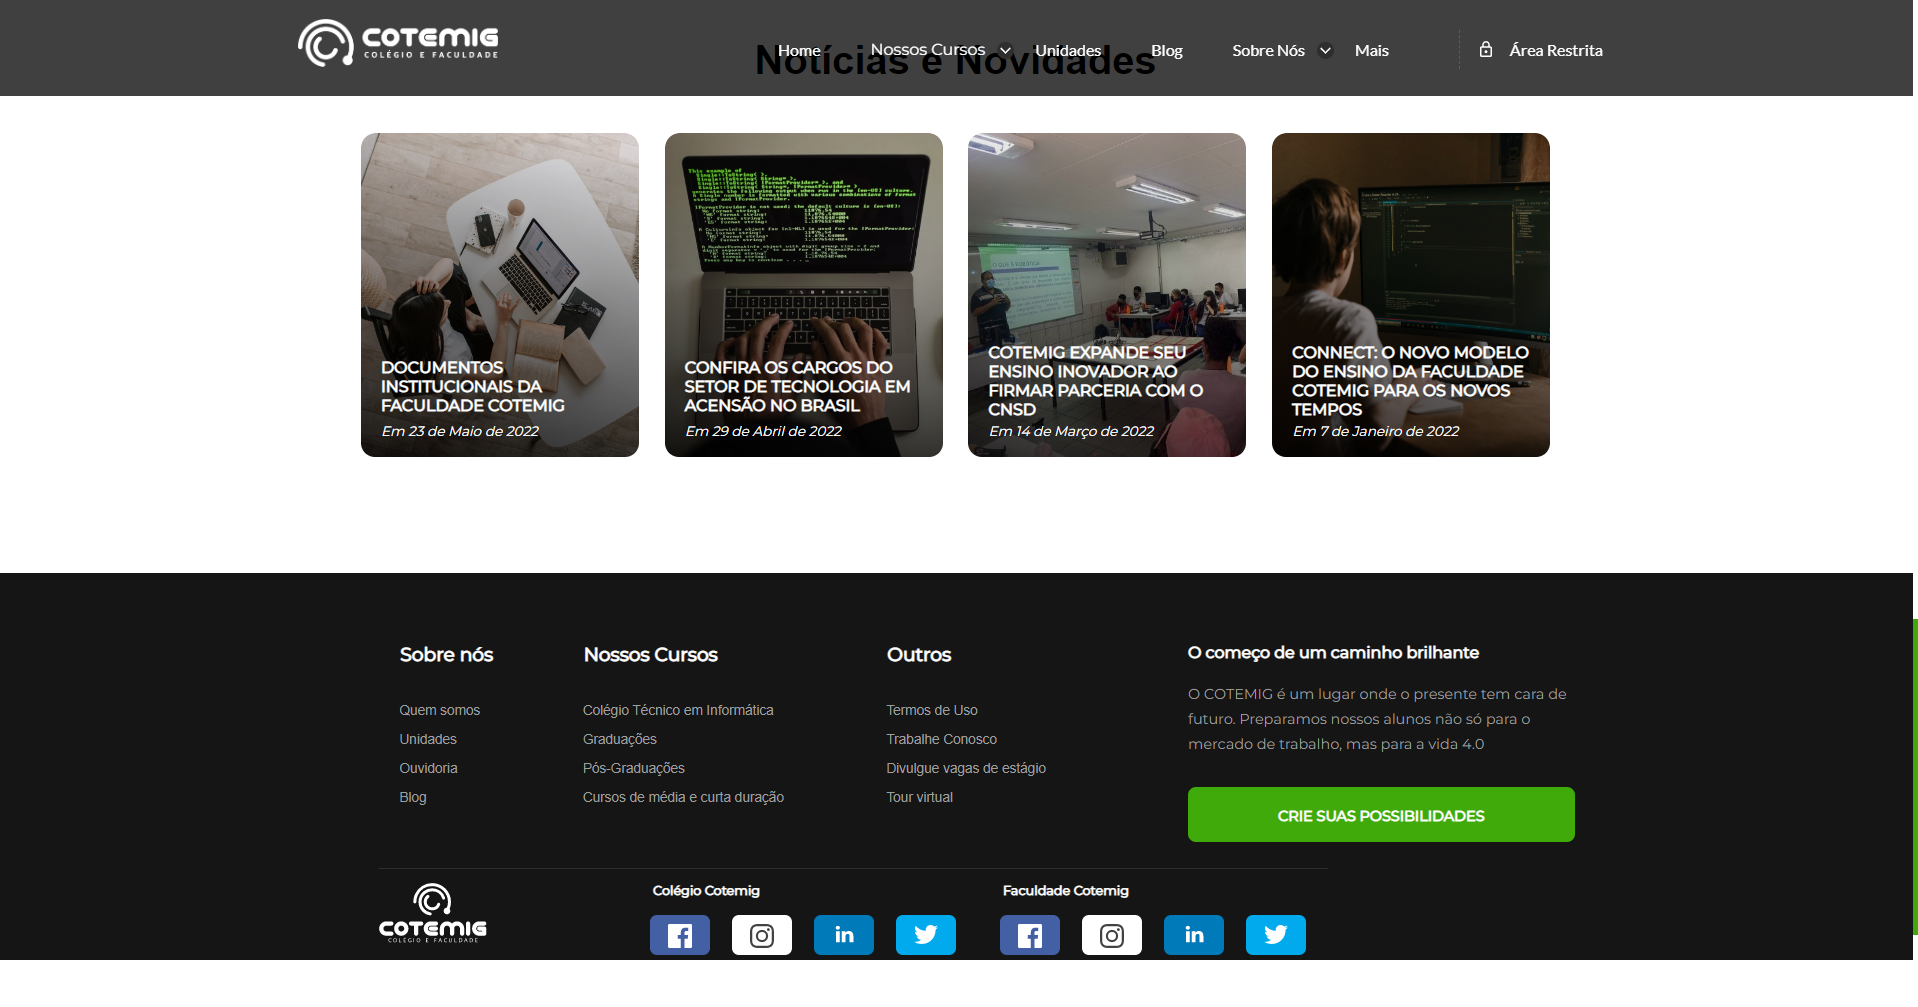 COTEMIG
COLÉGIO E FACULDADE
Home
Nossos Cursos
Unidades
Blog
Sobre Nós
Mais
Área Restrita
Notícias e Novidades
DOCUMENTOS
INSTITUCIONAIS DA
FACULDADE COTEMIG
Em 23 de Maio de 2022
CONFIRA OS CARGOS DO
SETOR DE TECNOLOGIA EM
ACENSÃO NO BRASIL
Em 29 de Abril de 2022
COTEMIG EXPANDE SEU
ENSINO INOVADOR AO
FIRMAR PARCERIA COM O
CNSD
Em 14 de Março de 2022
CONNECT: O NOVO MODELO
DO ENSINO DA FACULDADE
COTEMIG PARA OS NOVOS
TEMPOS
Em 7 de Janeiro de 2022
Sobre nós
Quem somos
Unidades
Ouvidoria
Blog
Nossos Cursos
Colégio Técnico em Informática
Graduações
Pós-Graduações
Cursos de média e curta duração
Outros
Termos de Uso
Trabalhe Conosco
Divulgue vagas de estágio
Tour virtual
O começo de um caminho brilhante
O COTEMIG é um lugar onde o presente tem cara de
futuro. Preparamos nossos alunos não só para o
mercado de trabalho, mas para a vida 4.0
CRIE SUAS POSSIBILIDADES
COTEMIG
COLÉGIO E FACULDADE
Colégio Cotemig
Faculdade Cotemig